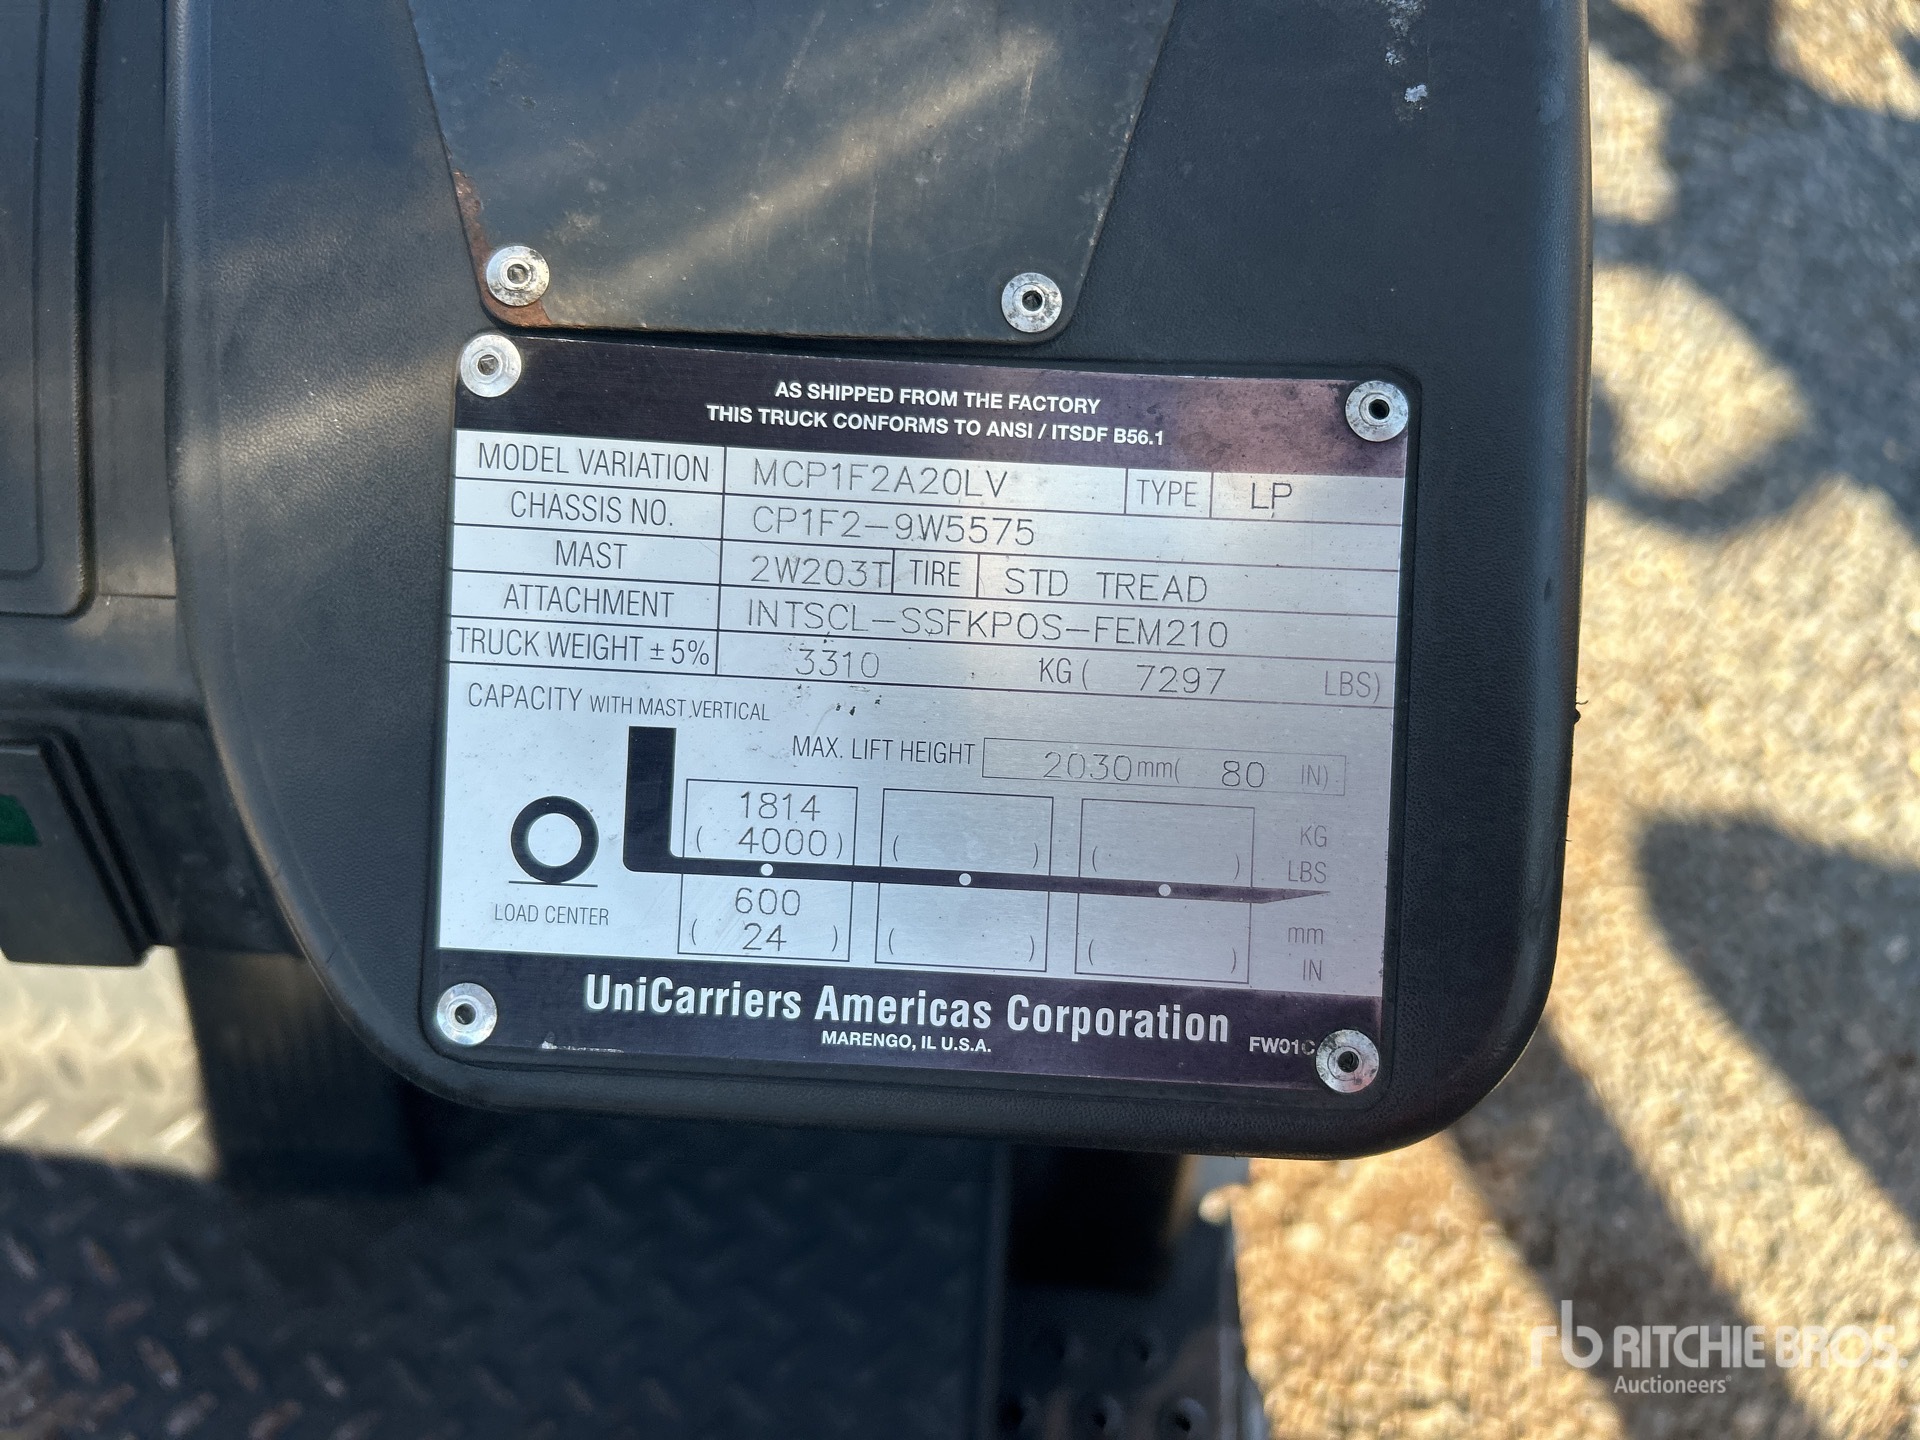 AS SHIPPED FROM THE FACTORY
THIS TRUCK CONFORMS TO ANSI / ITSDF B56.1
MODEL VARIATION MCP1F2A20LV TYPE LP
CHASSIS NO. CP1F2-9W5575
MAST 2W203T TIRE STD TREAD
ATTACHMENT INTSCL-SSFKPOS-FEM210
TRUCK WEIGHT ± 5% 3310 KG ( 7297 LBS)
CAPACITY WITH MAST VERTICAL
MAX. LIFT HEIGHT 2030mm( 80 IN)
1814 KG
( 4000) ( ) ( ) LBS
LOAD CENTER 600 mm
( 24 ) ( ) ( ) IN
UniCarriers Americas Corporation
MARENGO, IL U.S.A. FW01C
rb RITCHIE BROS.
Auctioneers